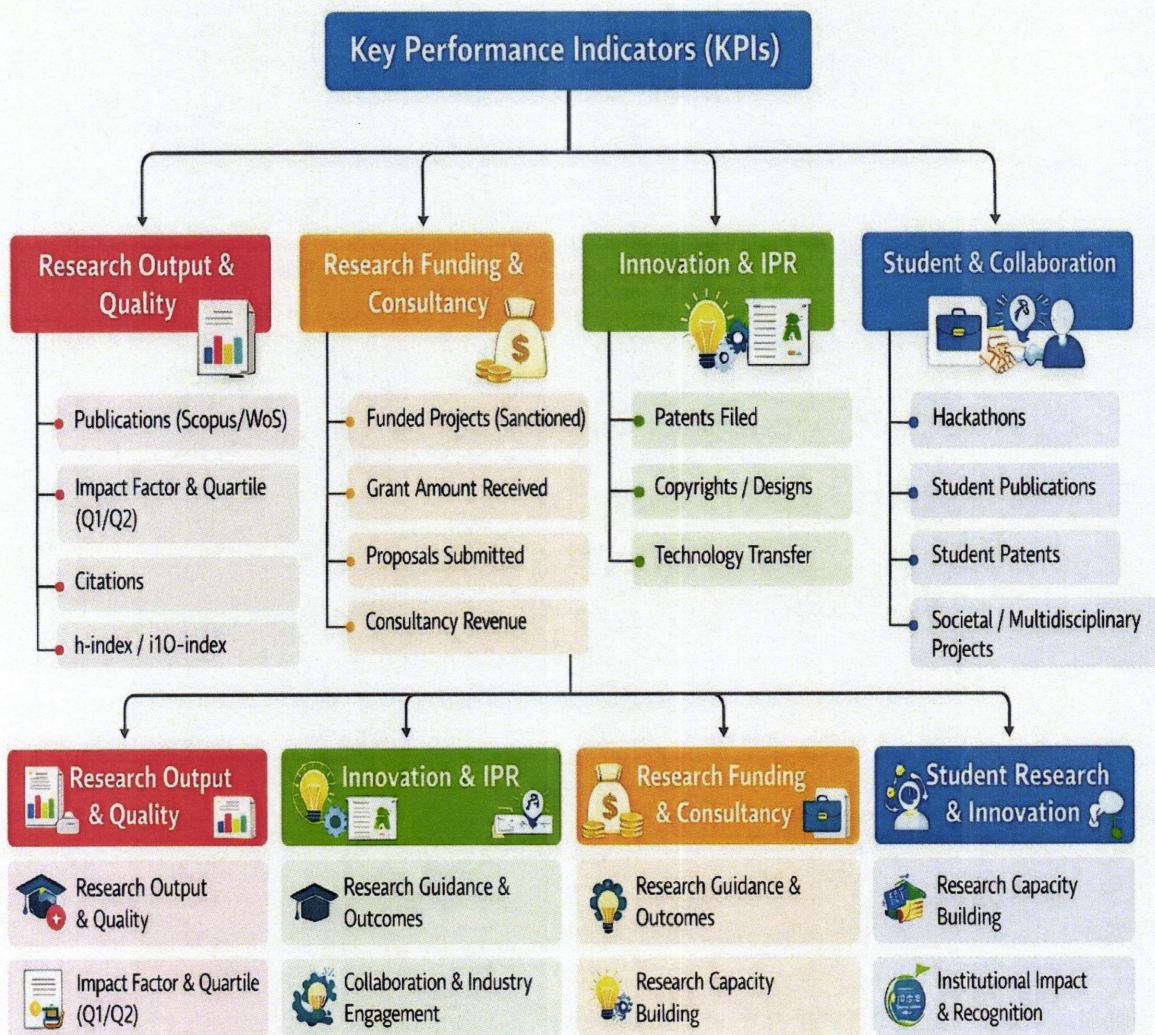 Key Performance Indicators (KPIs)
Research Output &
Quality
Research Funding &
Consultancy
Innovation & IPR
Student & Collaboration
Publications (Scopus/WoS)
Impact Factor & Quartile
(Q1/Q2)
Citations
h-index / i10-index
Funded Projects (Sanctioned)
Grant Amount Received
Proposals Submitted
Consultancy Revenue
Patents Filed
Copyrights / Designs
Technology Transfer
Hackathons
Student Publications
Student Patents
Societal / Multidisciplinary
Projects
Research Output
& Quality
Innovation & IPR
Research Funding
& Consultancy
Student Research
& Innovation
Research Output
& Quality
Impact Factor & Quartile
(Q1/Q2)
Research Guidance &
Outcomes
Collaboration & Industry
Engagement
Research Guidance &
Outcomes
Research Capacity
Building
Research Capacity
Building
Institutional Impact
& Recognition